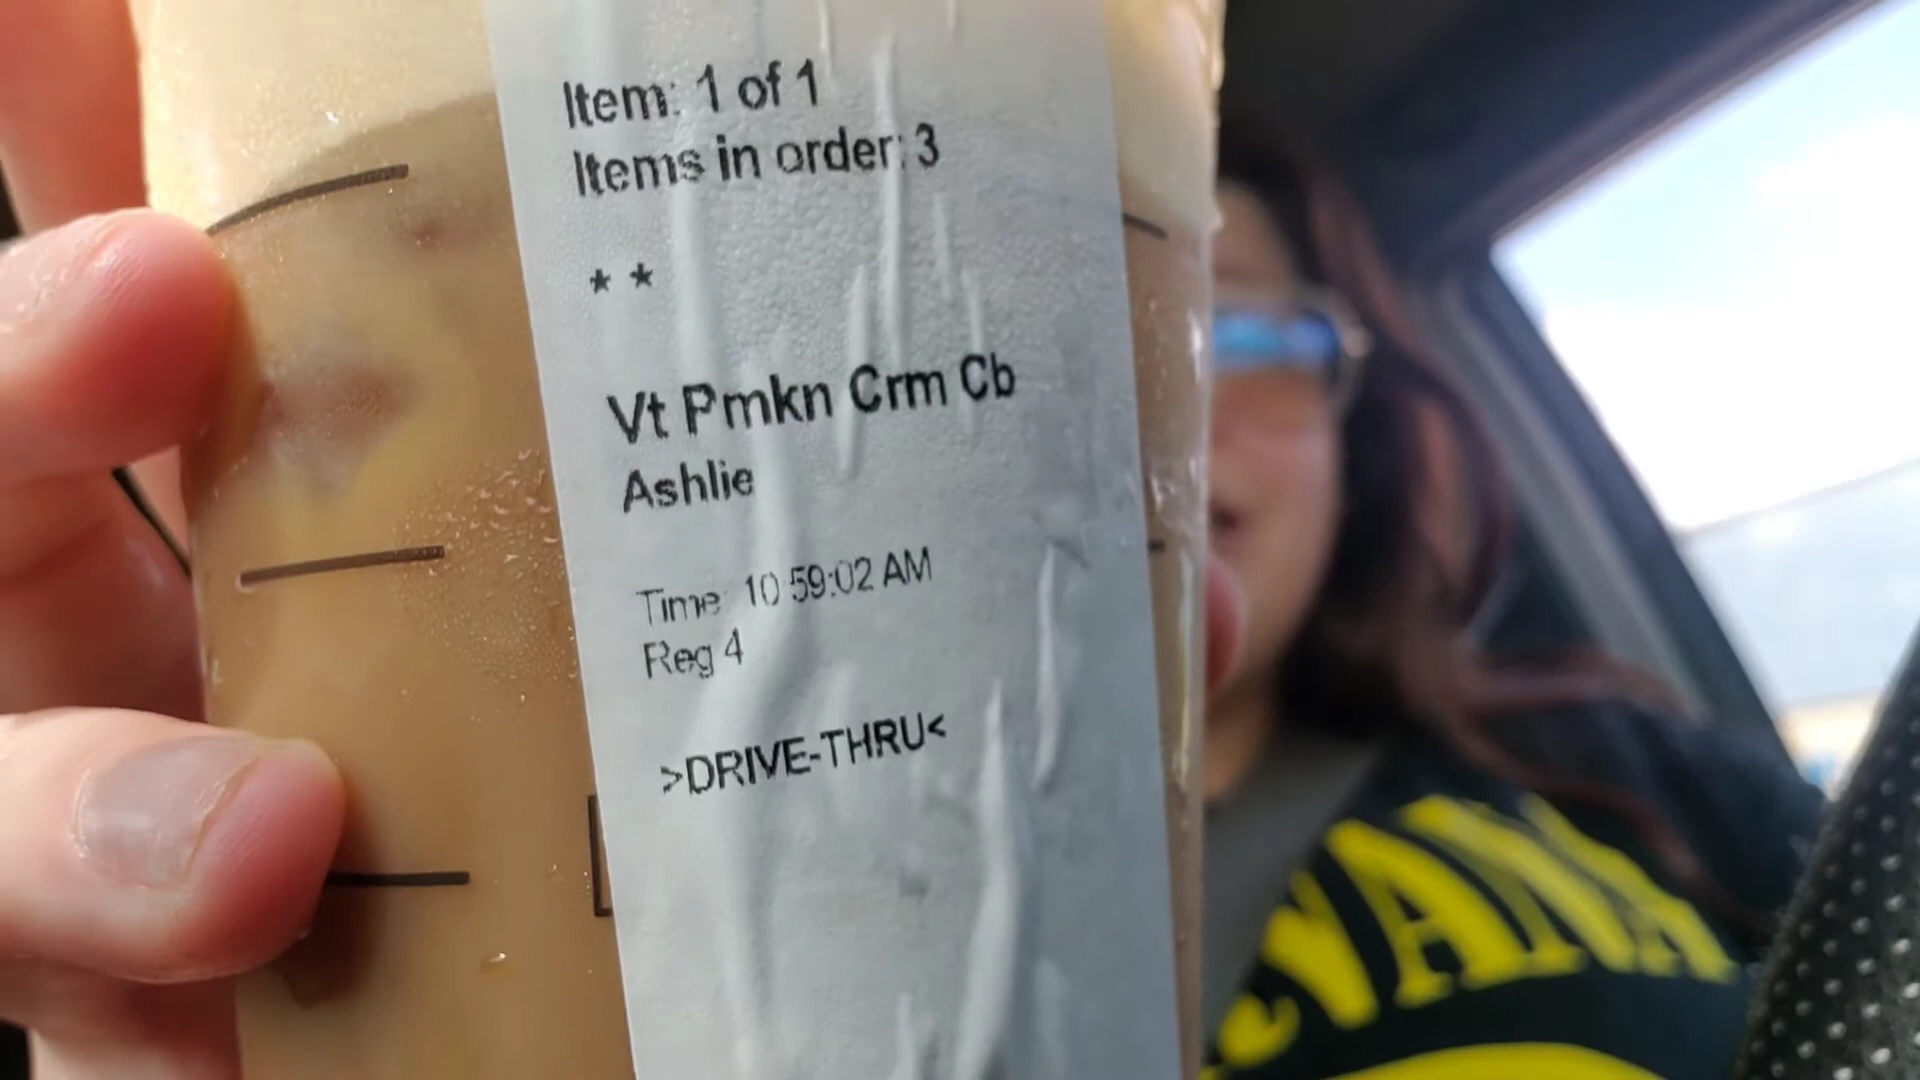 Item: 1 of 1
Items in order: 3
* *
Vt Pmkn Crm Cb
Ashlie
Time: 10:59:02 AM
Reg 4
>DRIVE-THRU<